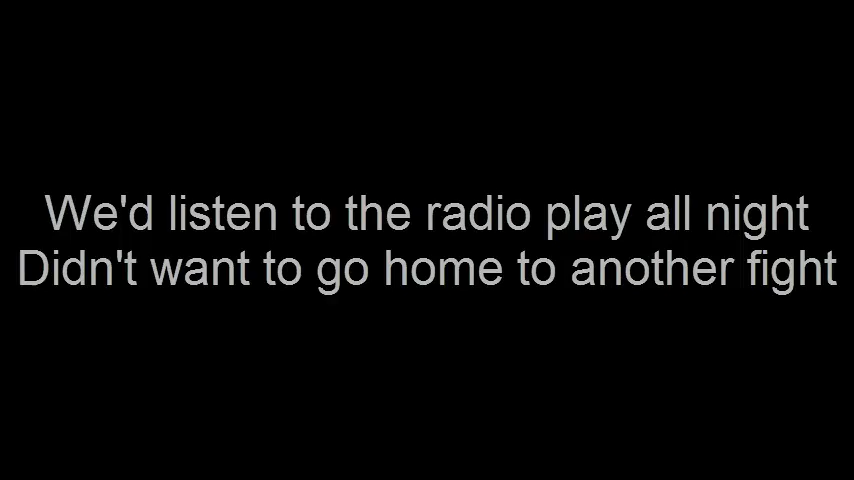 We'd listen to the radio play all night
Didn't want to go home to another fight